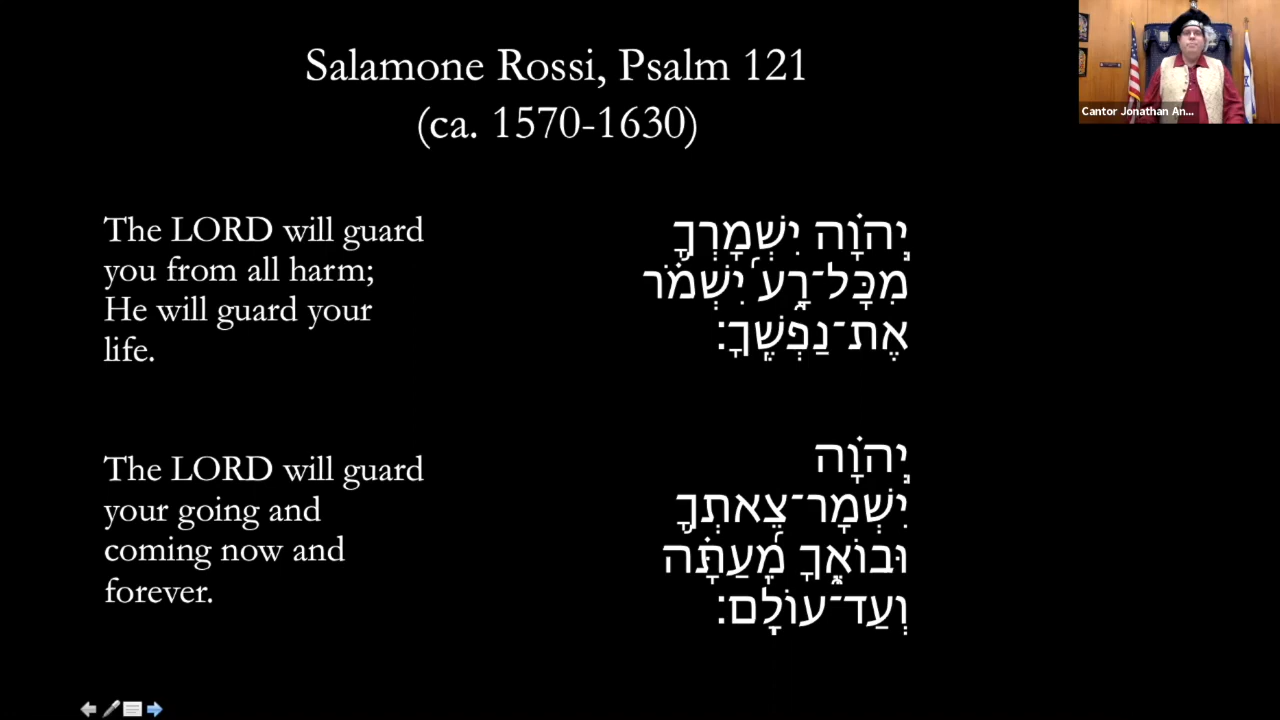 Salamone Rossi, Psalm 121
(ca. 1570-1630)
The LORD will guard
you from all harm;
He will guard your
life.
יְ֭הֹוָה יִשְׁמׇרְךָ֣
מִכׇּל־רָ֑ע יִ֝שְׁמֹ֗ר
אֶת־נַפְשֶֽׁךָ׃
The LORD will guard
your going and
coming now and
forever.
יְֽהֹוָ֗ה
יִשְׁמׇר־צֵאתְךָ֥
וּבוֹאֶ֑ךָ מֵ֝עַתָּ֗ה
וְעַד־עוֹלָֽם׃
Cantor Jonathan An...